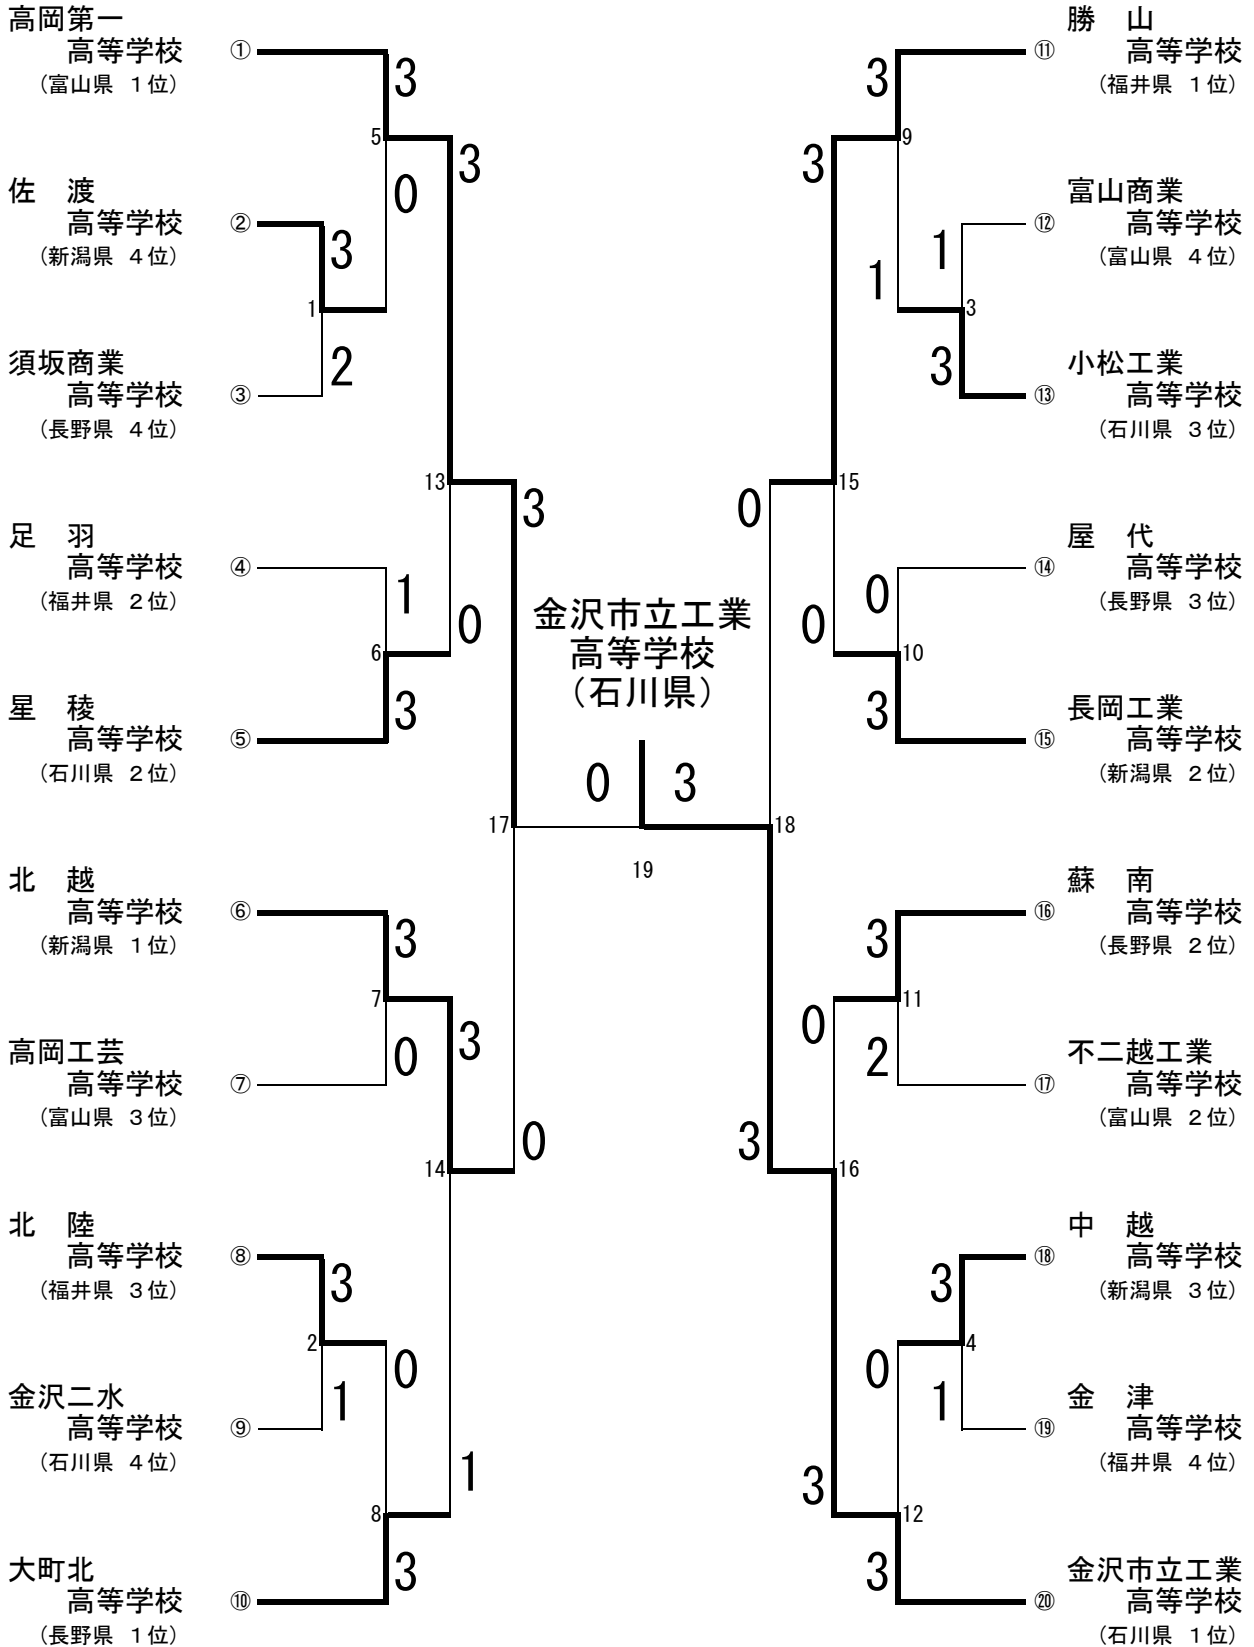 高岡第一
高等学校
(富山県 1位)
①
3
5
0
3
佐 渡
高等学校
(新潟県 4位)
②
3
1
2
須坂商業
高等学校
(長野県 4位)
③
13
3
足 羽
高等学校
(福井県 2位)
④
1
0
6
3
星 稜
高等学校
(石川県 2位)
⑤
17
北 越
高等学校
(新潟県 1位)
⑥
3
7
0
3
高岡工芸
高等学校
(富山県 3位)
⑦
14
0
北 陸
高等学校
(福井県 3位)
⑧
3
2
0
1
金沢二水
高等学校
(石川県 4位)
⑨
1
8
3
大町北
高等学校
(長野県 1位)
⑩
金沢市立工業
高等学校
(石川県)
0
3
19
勝 山
高等学校
(福井県 1位)
⑪
3
9
3
1
富山商業
高等学校
(富山県 4位)
⑫
1
3
3
小松工業
高等学校
(石川県 3位)
⑬
15
0
屋 代
高等学校
(長野県 3位)
⑭
0
0
10
3
長岡工業
高等学校
(新潟県 2位)
⑮
18
蘇 南
高等学校
(長野県 2位)
⑯
3
11
0
2
不二越工業
高等学校
(富山県 2位)
⑰
3
16
中 越
高等学校
(新潟県 3位)
⑱
3
4
0
1
金 津
高等学校
(福井県 4位)
⑲
3
12
3
金沢市立工業
高等学校
(石川県 1位)
⑳